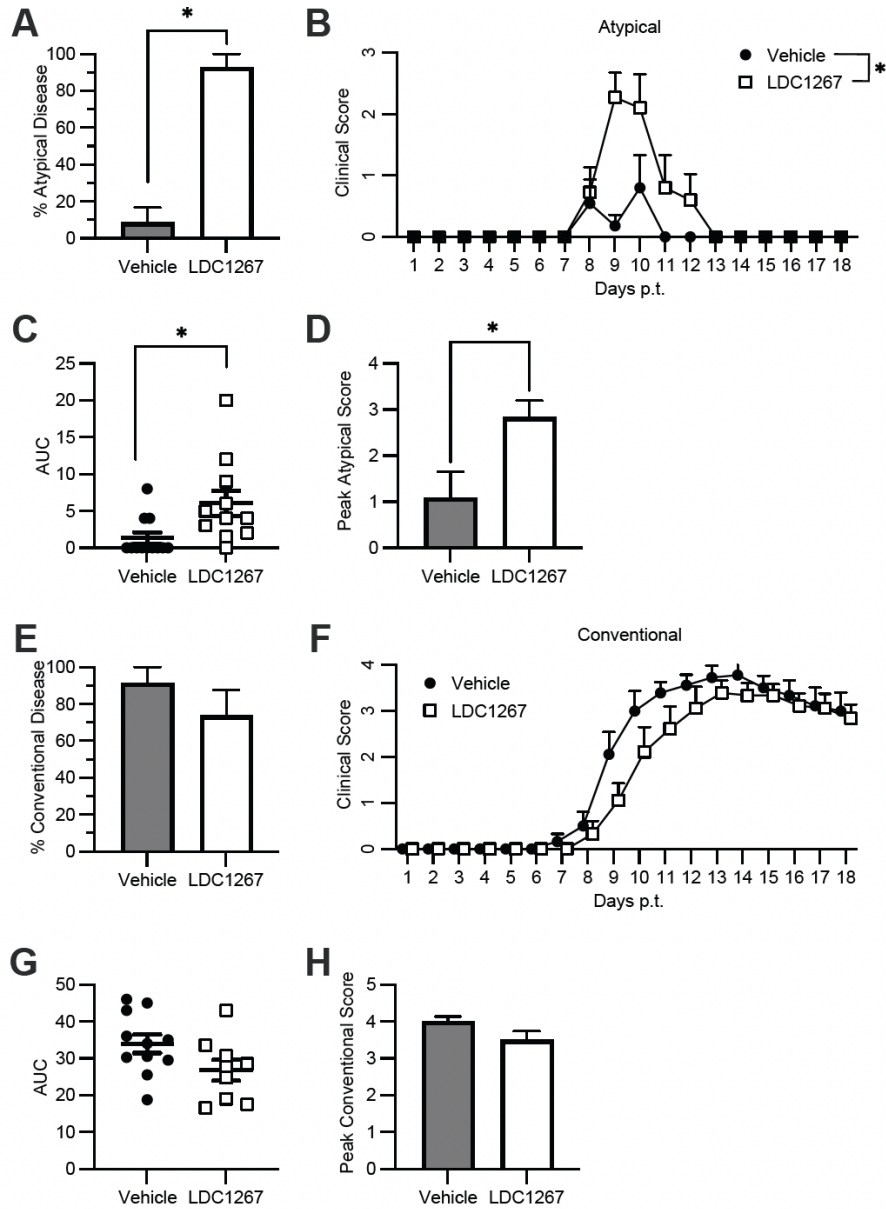 A
*
% Atypical Disease
100
80
60
40
20
0
Vehicle LDC1267
B
Atypical
Vehicle
LDC1267
*
Clinical Score
3
2
1
0
1 2 3 4 5 6 7 8 9 10 11 12 13 14 15 16 17 18
Days p.t.
C
*
AUC
25
20
15
10
5
0
Vehicle LDC1267
D
*
Peak Atypical Score
4
3
2
1
0
Vehicle LDC1267
E
% Conventional Disease
100
80
60
40
20
0
Vehicle LDC1267
F
Conventional
Vehicle
LDC1267
Clinical Score
4
3
2
1
0
1 2 3 4 5 6 7 8 9 10 11 12 13 14 15 16 17 18
Days p.t.
G
AUC
50
40
30
20
10
0
Vehicle LDC1267
H
Peak Conventional Score
5
4
3
2
1
0
Vehicle LDC1267